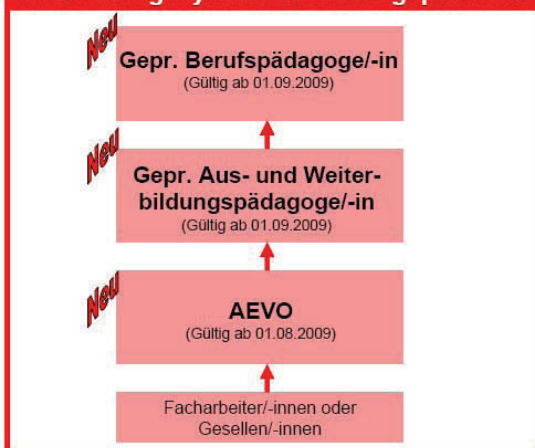 Neu
Gepr. Berufspädagoge/-in
(Gültig ab 01.09.2009)
Neu
Gepr. Aus- und Weiter-
bildungspädagoge/-in
(Gültig ab 01.09.2009)
Neu
AEVO
(Gültig ab 01.08.2009)
Facharbeiter/-innen oder
Gesellen/-innen